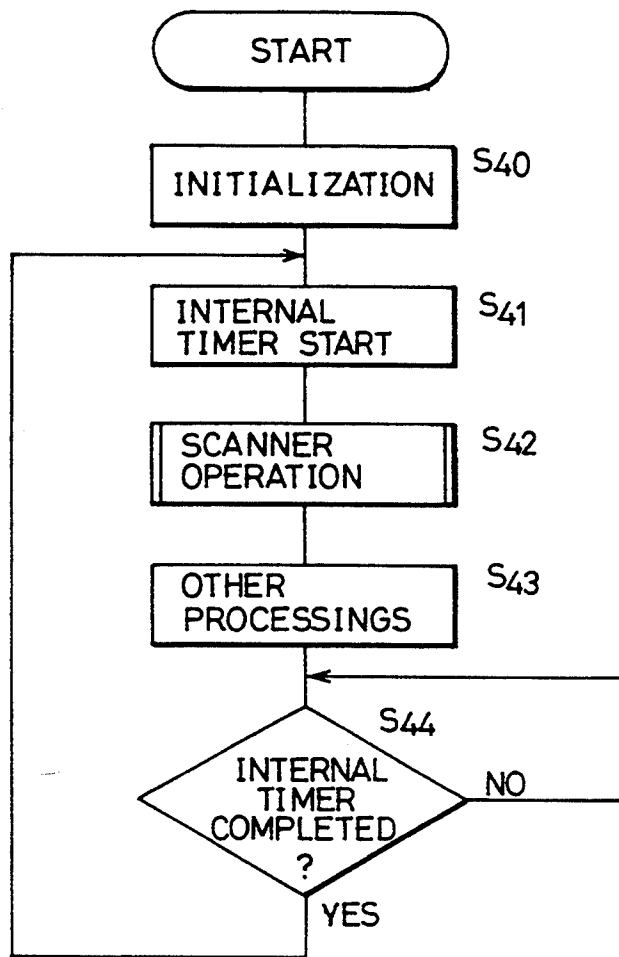 START
INITIALIZATION
S40
INTERNAL
TIMER START
S41
SCANNER
OPERATION
S42
OTHER
PROCESSINGS
S43
S44
INTERNAL
TIMER
COMPLETED
?
NO
YES